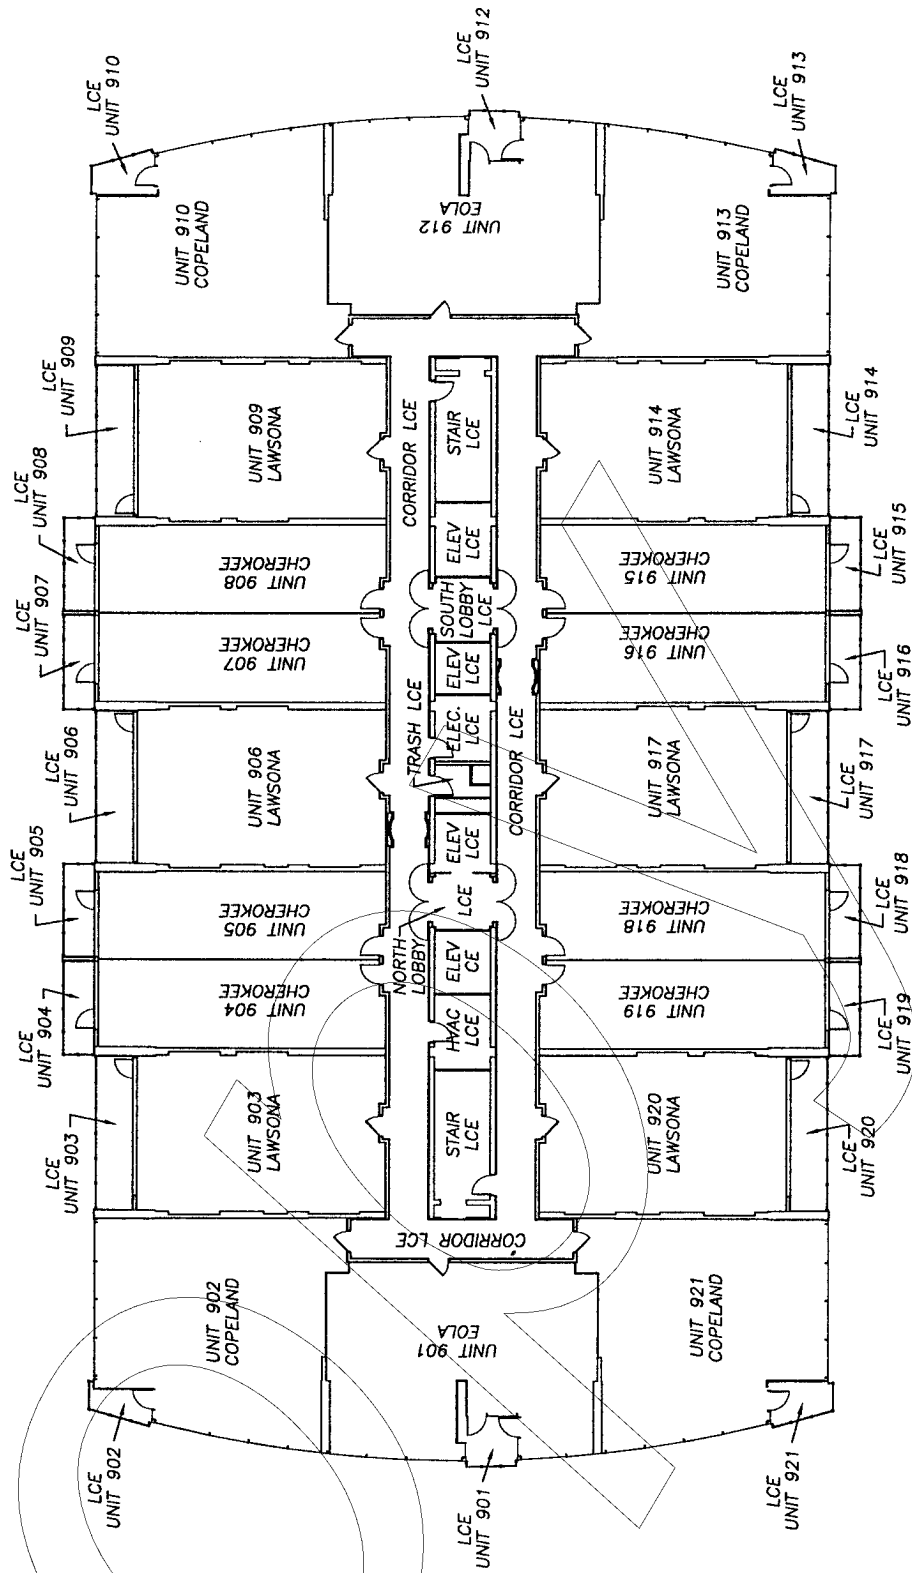 LCE
UNIT 910
LCE
UNIT 912
LCE
UNIT 913
UNIT 910
COPELAND
UNIT 912
EOLA
UNIT 913
COPELAND
LCE
UNIT 909
LCE
UNIT 908
LCE
UNIT 907
LCE
UNIT 906
LCE
UNIT 905
LCE
UNIT 904
LCE
UNIT 903
UNIT 909
LAWSONA
UNIT 908
CHEROKEE
UNIT 907
CHEROKEE
UNIT 906
LAWSONA
UNIT 905
CHEROKEE
UNIT 904
CHEROKEE
UNIT 903
LAWSONA
CORRIDOR LCE
STAIR
LCE
ELEV
LCE
SOUTH
LOBBY
LCE
ELEV
LCE
ELEC.
LCE
TRASH LCE
ELEV
LCE
NORTH
LOBBY
LCE
ELEV
CE
HVAC
LCE
STAIR
LCE
CORRIDOR LCE
CORRIDOR LCE
UNIT 914
LAWSONA
UNIT 915
CHEROKEE
UNIT 916
CHEROKEE
UNIT 917
LAWSONA
UNIT 918
CHEROKEE
UNIT 919
CHEROKEE
UNIT 920
LAWSONA
LCE
UNIT 914
LCE
UNIT 915
LCE
UNIT 916
LCE
UNIT 917
LCE
UNIT 918
LCE
UNIT 919
LCE
UNIT 920
UNIT 902
COPELAND
UNIT 901
EOLA
UNIT 921
COPELAND
LCE
UNIT 902
LCE
UNIT 901
LCE
UNIT 921